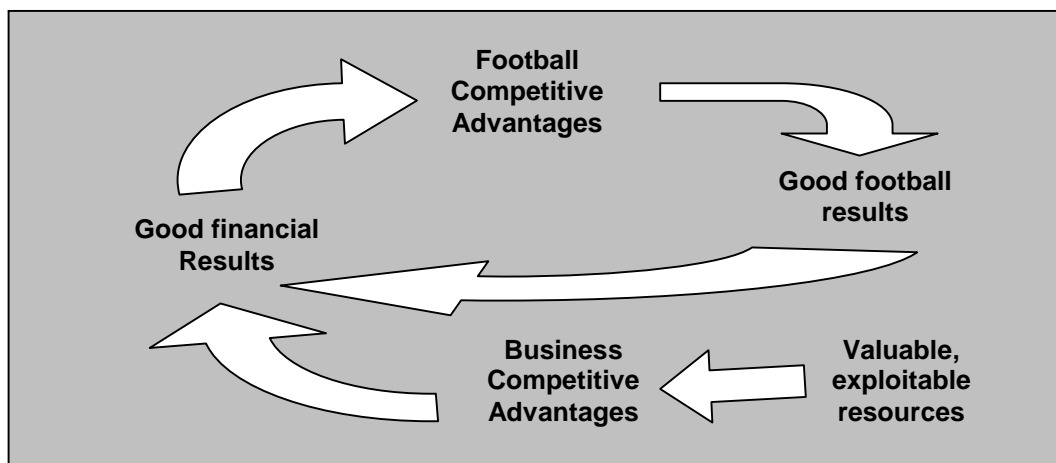 Football
Competitive
Advantages
Good football
results
Good financial
Results
Business
Competitive
Advantages
Valuable,
exploitable
resources